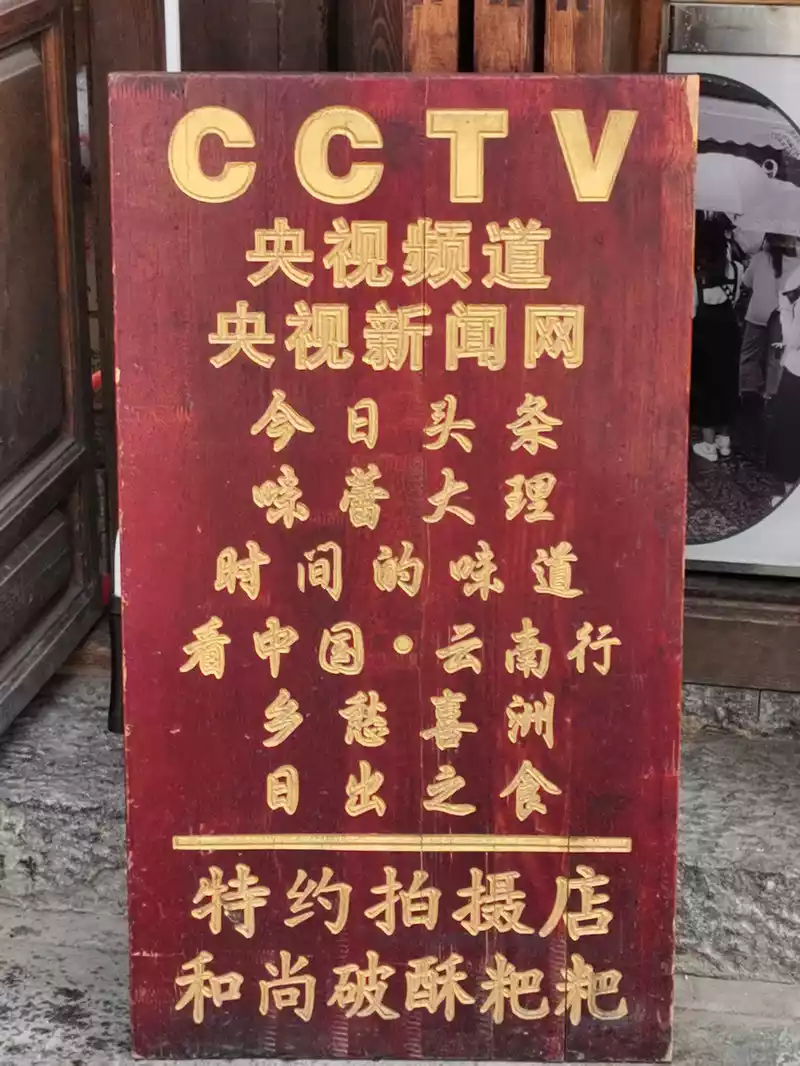 CCTV
央视频道
央视新闻网
今日头条
味蕾大理
时间的味道
看中国·云南行
乡愁喜洲
日出之食
特约拍摄店
和尚破酥粑粑